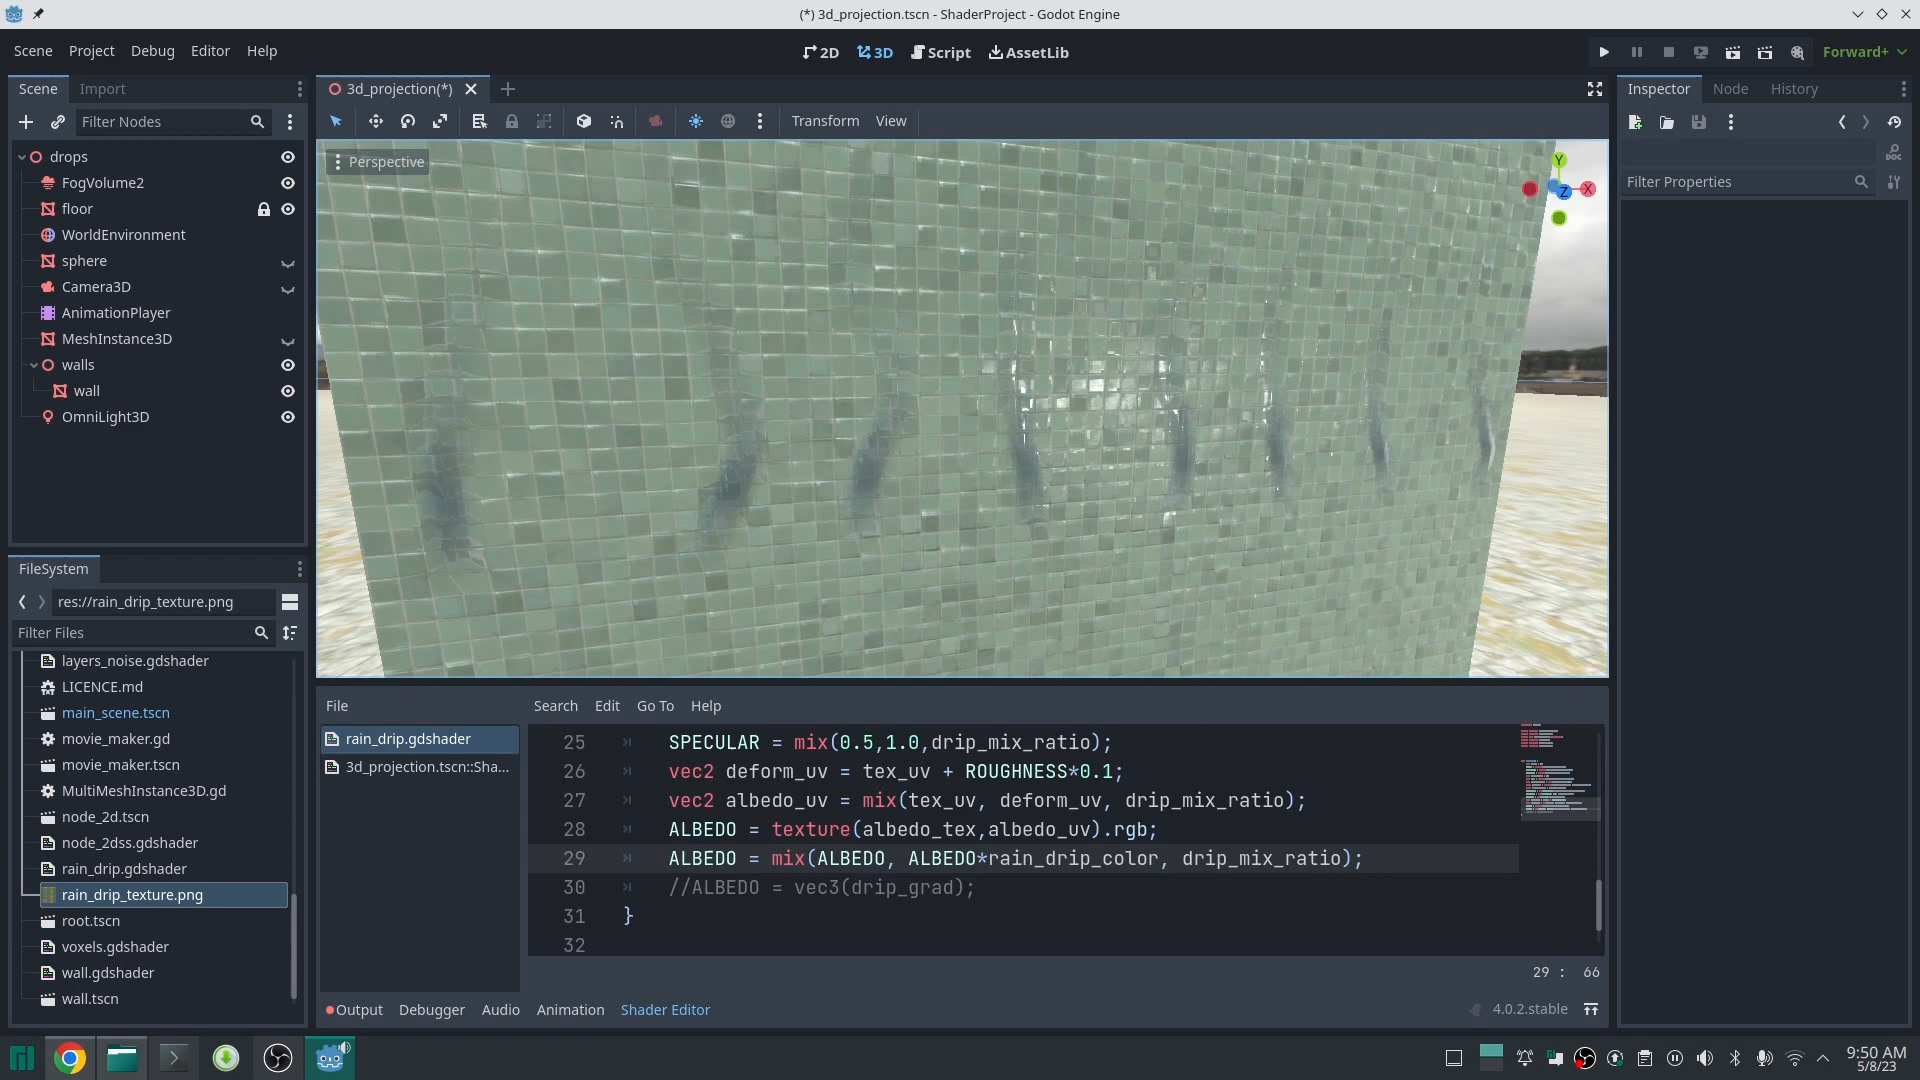 (*) 3d_projection.tscn - ShaderProject - Godot Engine
Scene Project Debug Editor Help
2D 3D Script AssetLib
Forward+
Scene Import
Filter Nodes
drops
FogVolume2
floor
WorldEnvironment
sphere
Camera3D
AnimationPlayer
MeshInstance3D
walls
wall
OmniLight3D
FileSystem
res://rain_drip_texture.png
Filter Files
layers_noise.gdshader
LICENCE.md
main_scene.tscn
movie_maker.gd
movie_maker.tscn
MultiMeshInstance3D.gd
node_2d.tscn
node_2dss.gdshader
rain_drip.gdshader
rain_drip_texture.png
root.tscn
voxels.gdshader
wall.gdshader
wall.tscn
3d_projection(*)
Transform View
Perspective
Y
Z X
File
rain_drip.gdshader
3d_projection.tscn::Sha...
Search Edit Go To Help
25 SPECULAR = mix(0.5,1.0,drip_mix_ratio);
26 vec2 deform_uv = tex_uv + ROUGHNESS*0.1;
27 vec2 albedo_uv = mix(tex_uv, deform_uv, drip_mix_ratio);
28 ALBEDO = texture(albedo_tex,albedo_uv).rgb;
29 ALBEDO = mix(ALBEDO, ALBEDO*rain_drip_color, drip_mix_ratio);
30 //ALBEDO = vec3(drip_grad);
31 }
32
29 : 66
Output Debugger Audio Animation Shader Editor
4.0.2.stable
Inspector Node History
DOC
Filter Properties
9:50 AM
5/8/23